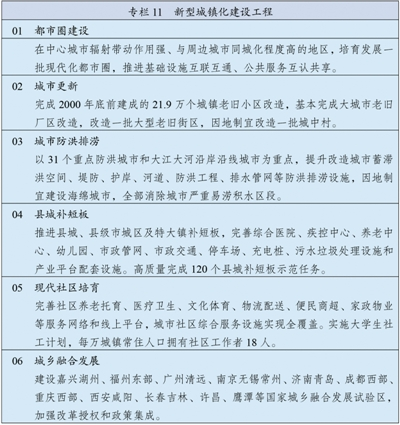 专栏 11 新型城镇化建设工程
01 都市圈建设
在中心城市辐射带动作用强、与周边城市同城化程度高的地区，培育发展一
批现代化都市圈，推进基础设施互联互通、公共服务互认共享。
02 城市更新
完成 2000 年底前建成的 21.9 万个城镇老旧小区改造，基本完成大城市老旧
厂区改造，改造一批大型老旧街区，因地制宜改造一批城中村。
03 城市防洪排涝
以 31 个重点防洪城市和大江大河沿岸沿线城市为重点，提升改造城市蓄滞
洪空间、堤防、护岸、河道、防洪工程、排水管网等防洪排涝设施，因地制
宜建设海绵城市，全部消除城市严重易涝积水区段。
04 县城补短板
推进县城、县级市城区及特大镇补短板，完善综合医院、疾控中心、养老中
心、幼儿园、市政管网、市政交通、停车场、充电桩、污水垃圾处理设施和
产业平台配套设施。高质量完成 120 个县城补短板示范任务。
05 现代社区培育
完善社区养老托育、医疗卫生、文化体育、物流配送、便民商超、家政物业
等服务网络和线上平台，城市社区综合服务设施实现全覆盖。实施大学生社
工计划，每万城镇常住人口拥有社区工作者 18 人。
06 城乡融合发展
建设嘉兴湖州、福州东部、广州清远、南京无锡常州、济南青岛、成都西部、
重庆西部、西安咸阳、长春吉林、许昌、鹰潭等国家城乡融合发展试验区，
加强改革授权和政策集成。